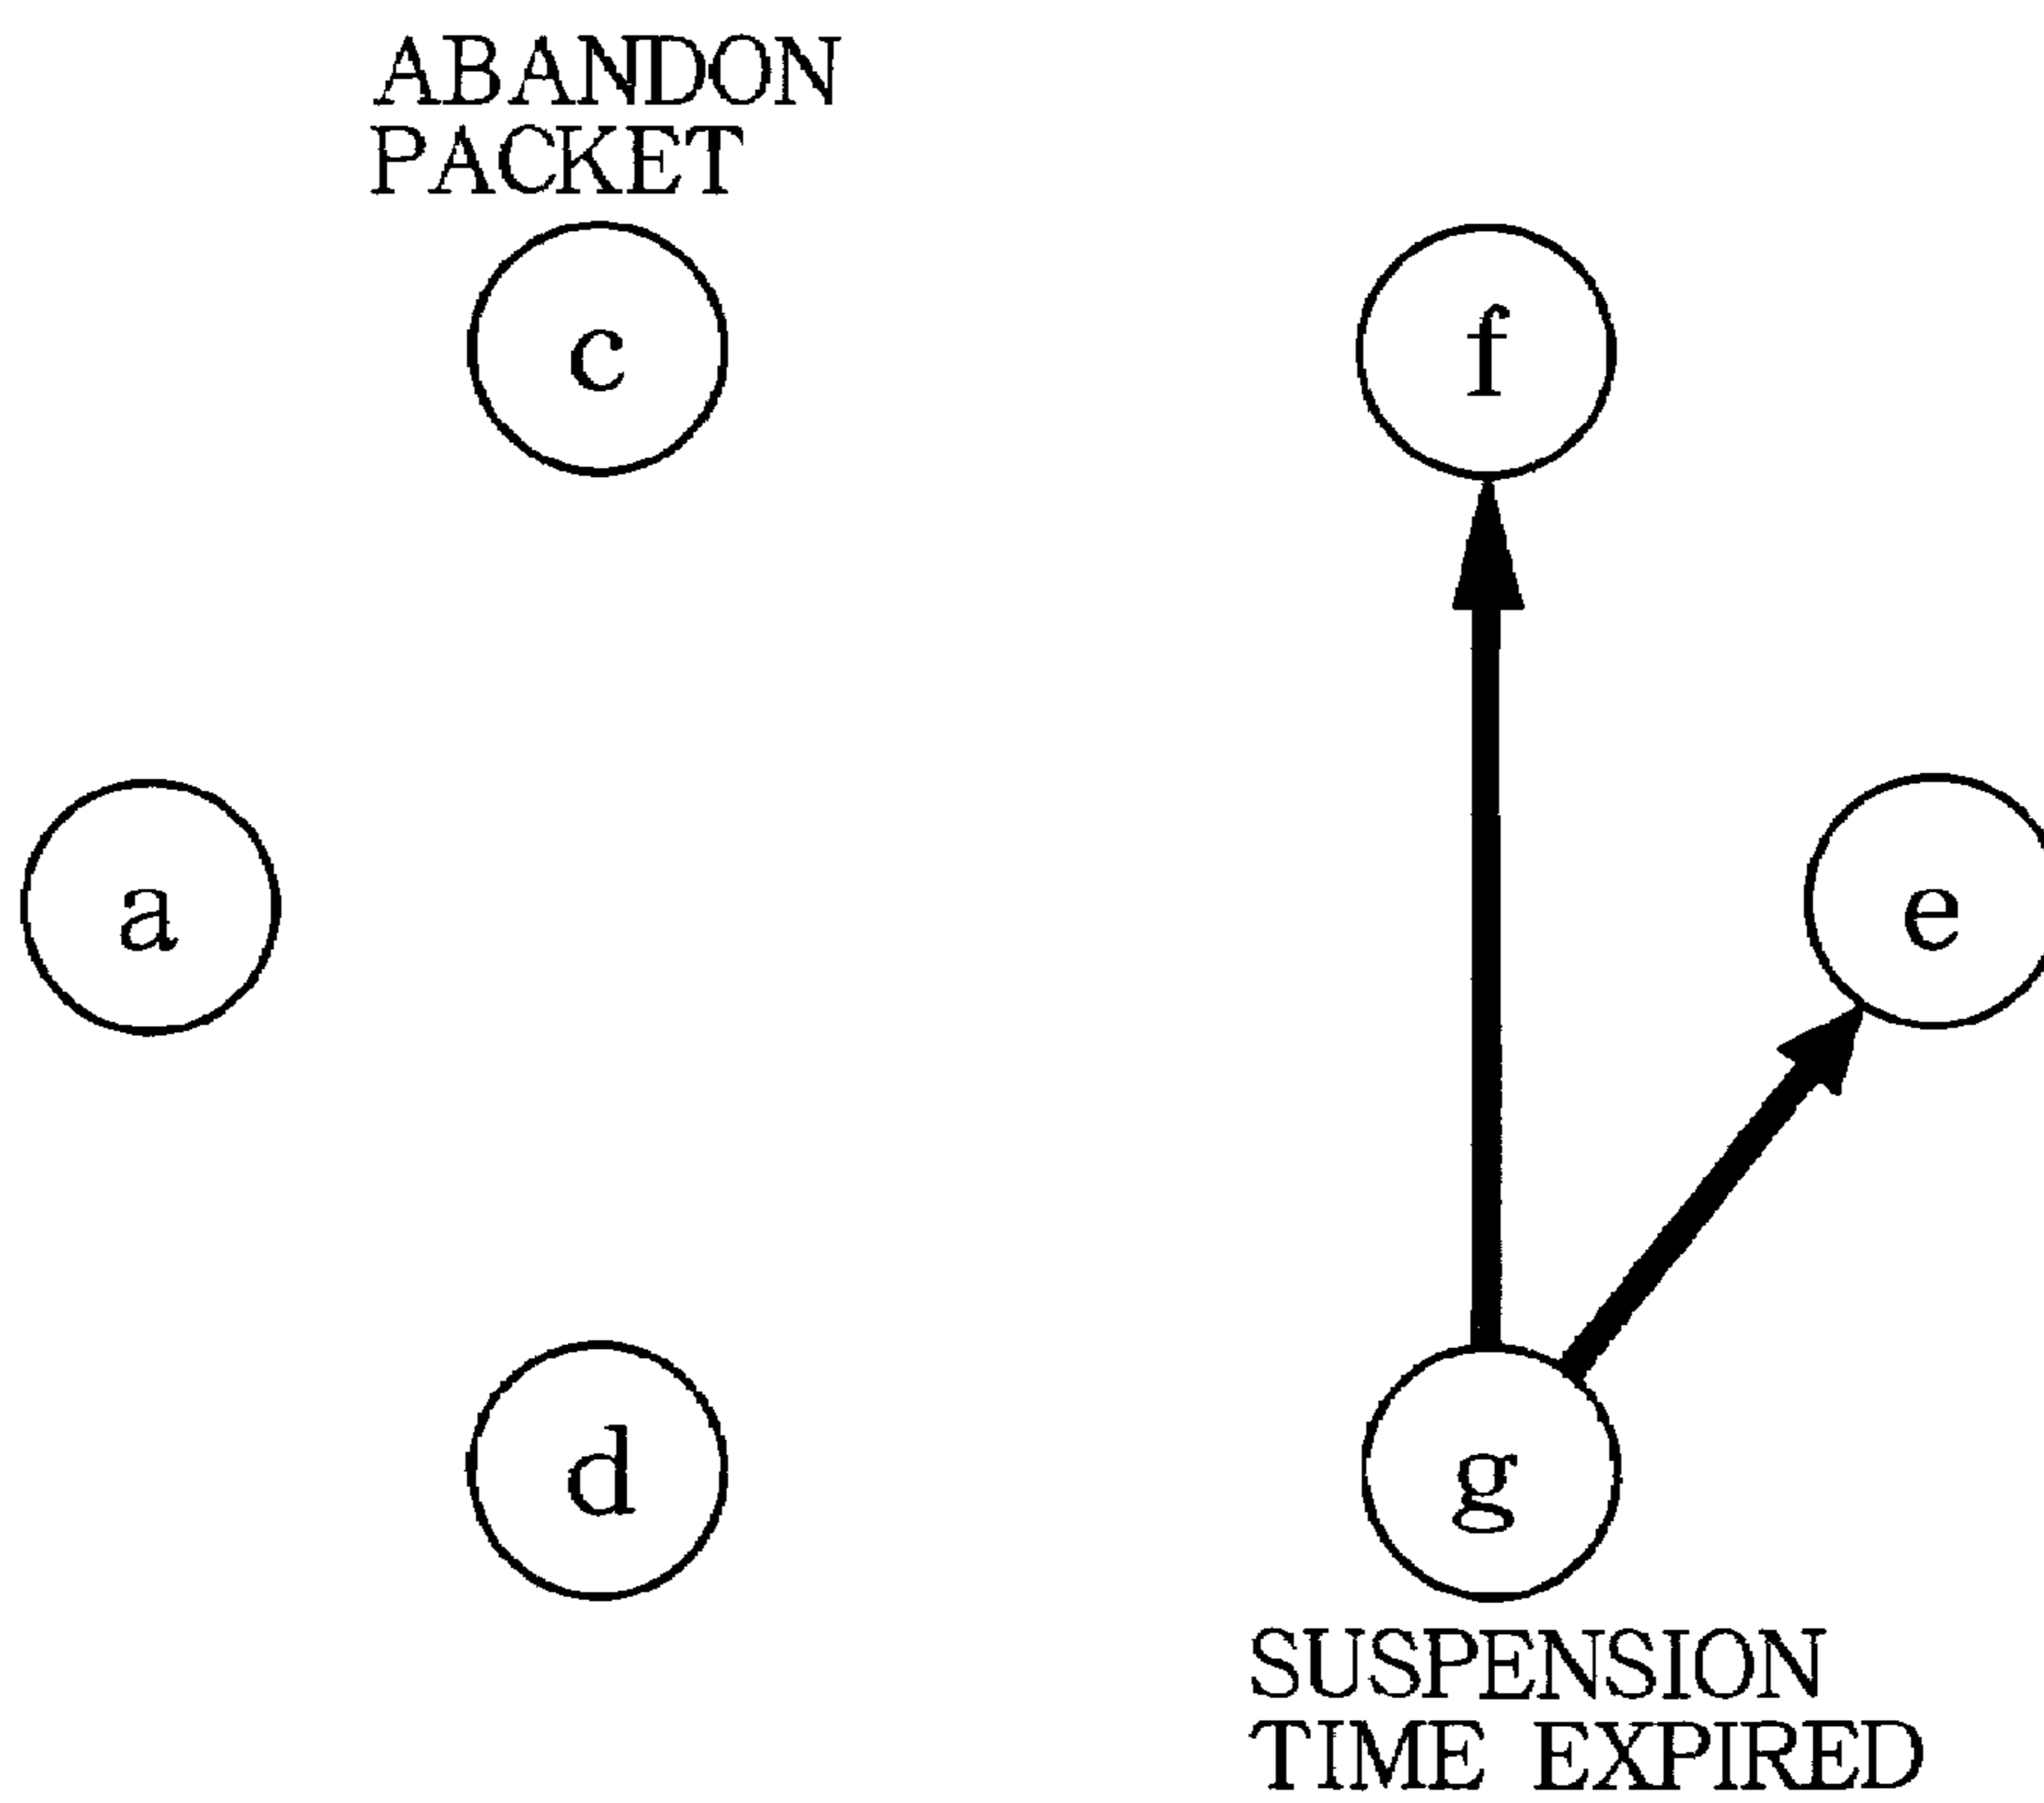 ABANDON
PACKET
c
f
a
e
d
g
SUSPENSION
TIME EXPIRED